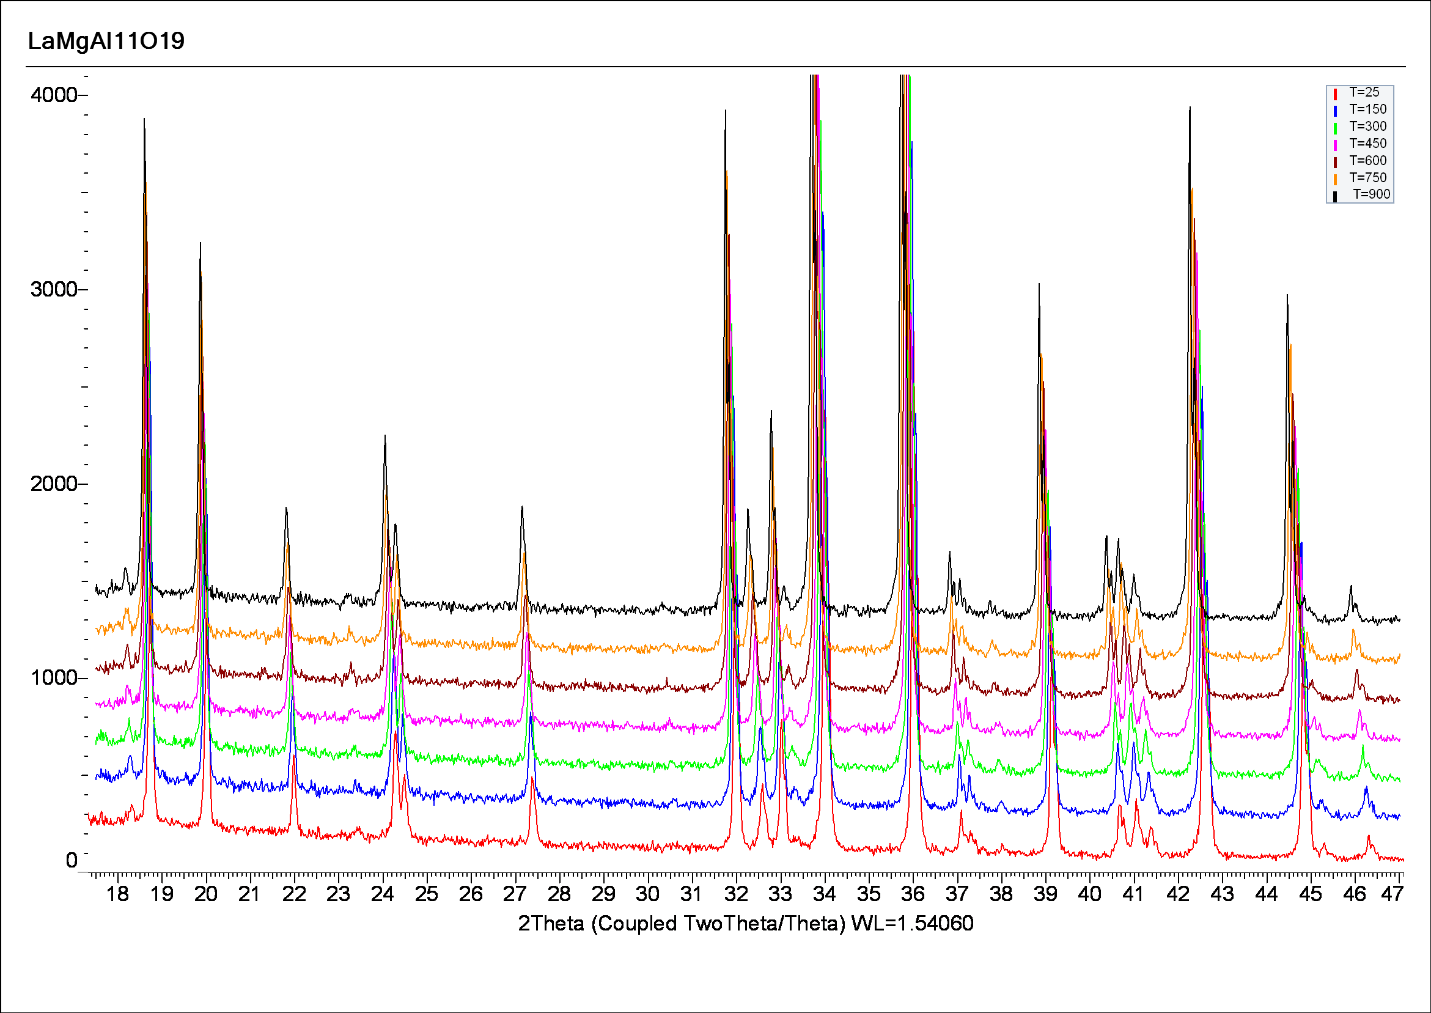 LaMgAl11O19
4000
3000
2000
1000
0
T=25
T=150
T=300
T=450
T=600
T=750
T=900
18 19 20 21 22 23 24 25 26 27 28 29 30 31 32 33 34 35 36 37 38 39 40 41 42 43 44 45 46 47
2Theta (Coupled TwoTheta/Theta) WL=1.54060